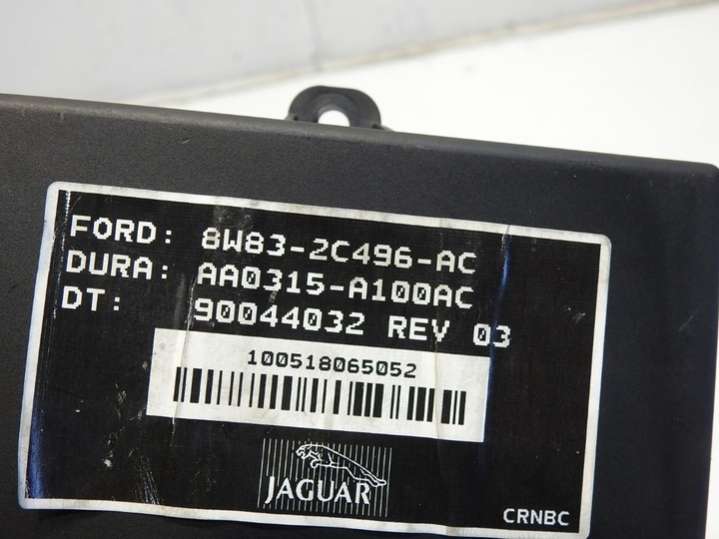 FORD: 8W83-2C496-AC
DURA: AA0315-A100AC
DT: 90044032 REV 03
100518065052
JAGUAR
CRNBC